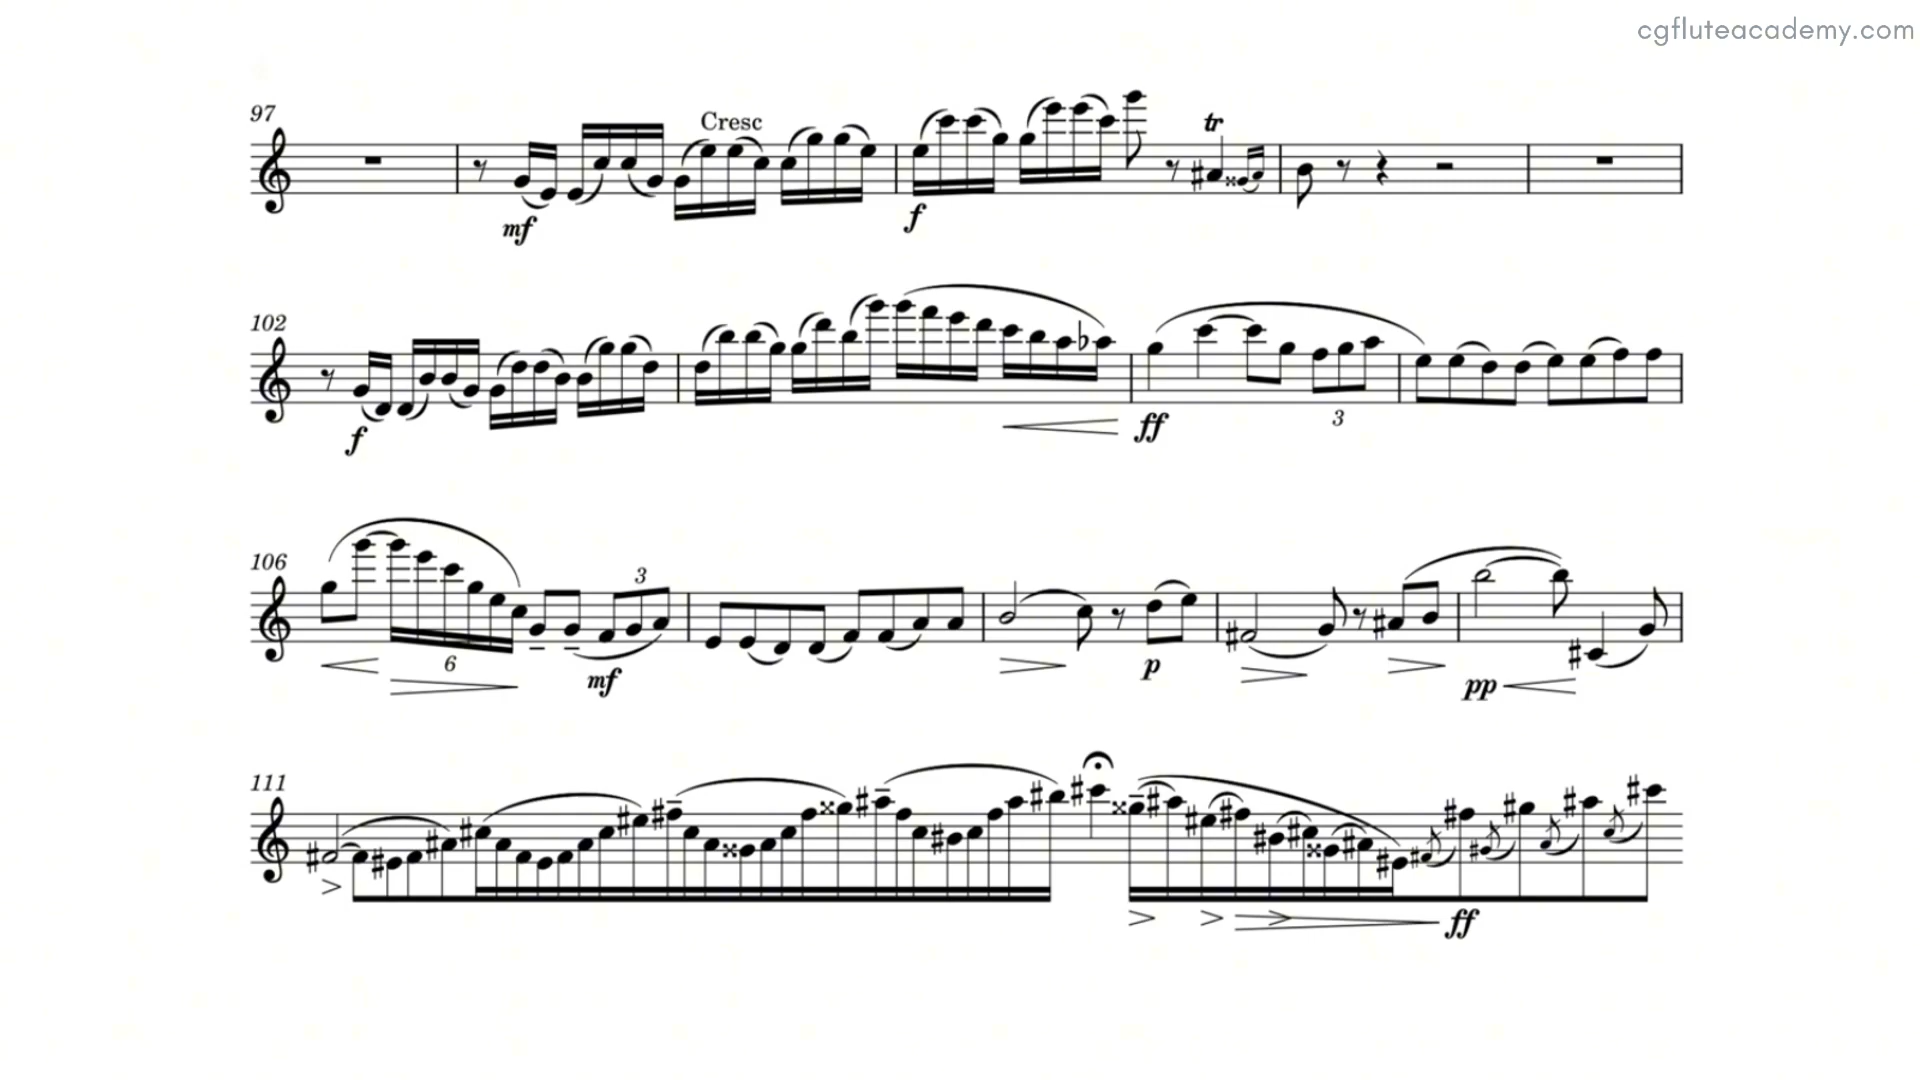 cgfluteacademy.com
97
Cresc
tr
mf
f
102
f
ff
3
106
3
6
mf
p
pp
111
ff